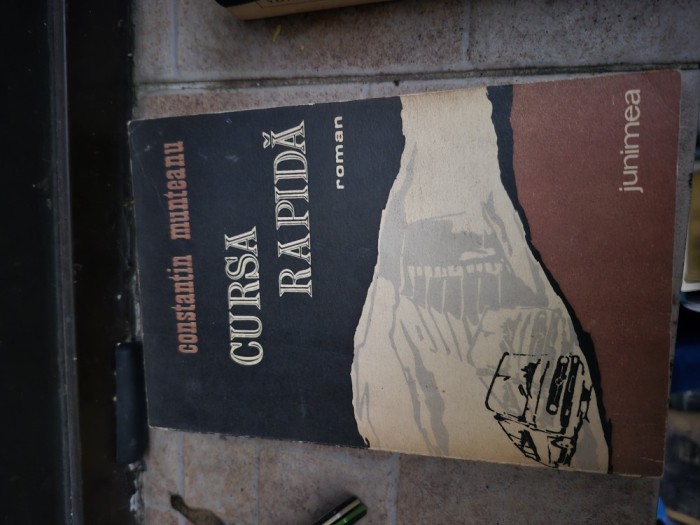 constantin munteanu
CURSA
RAPIDĂ
roman
junimea